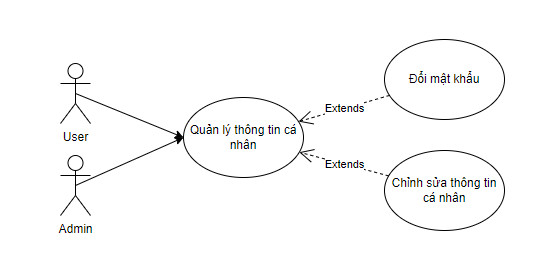 Đổi mật khẩu
Extends
User
Quản lý thông tin cá
nhân
Extends
Chỉnh sửa thông tin
cá nhân
Admin